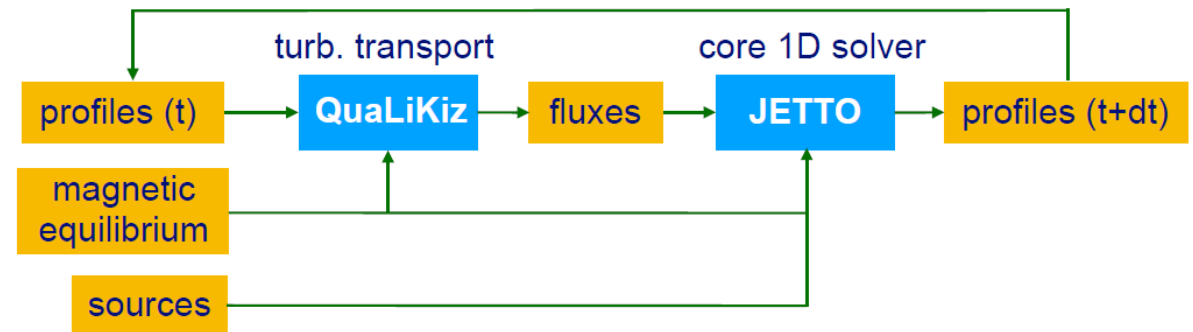 turb. transport
core 1D solver
profiles (t)
QuaLiKiz
fluxes
JETTO
profiles (t+dt)
magnetic
equilibrium
sources